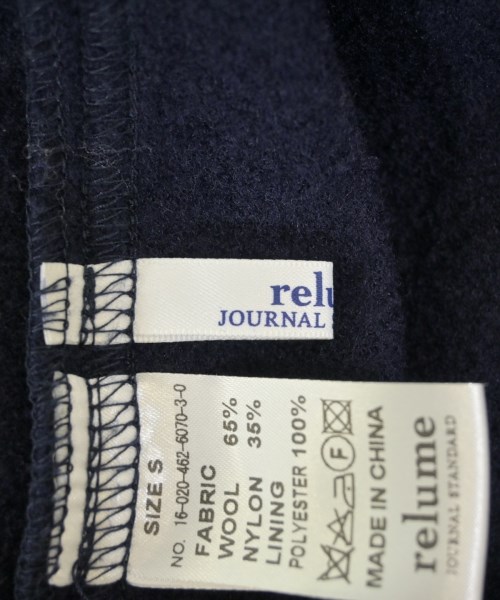 relu
JOURNAL
SIZE S
NO. 16-020-462-6070-3-0
FABRIC
WOOL 65%
NYLON 35%
LINING
POLYESTER 100%
F
MADE IN CHINA
relume
JOURNAL STANDARD